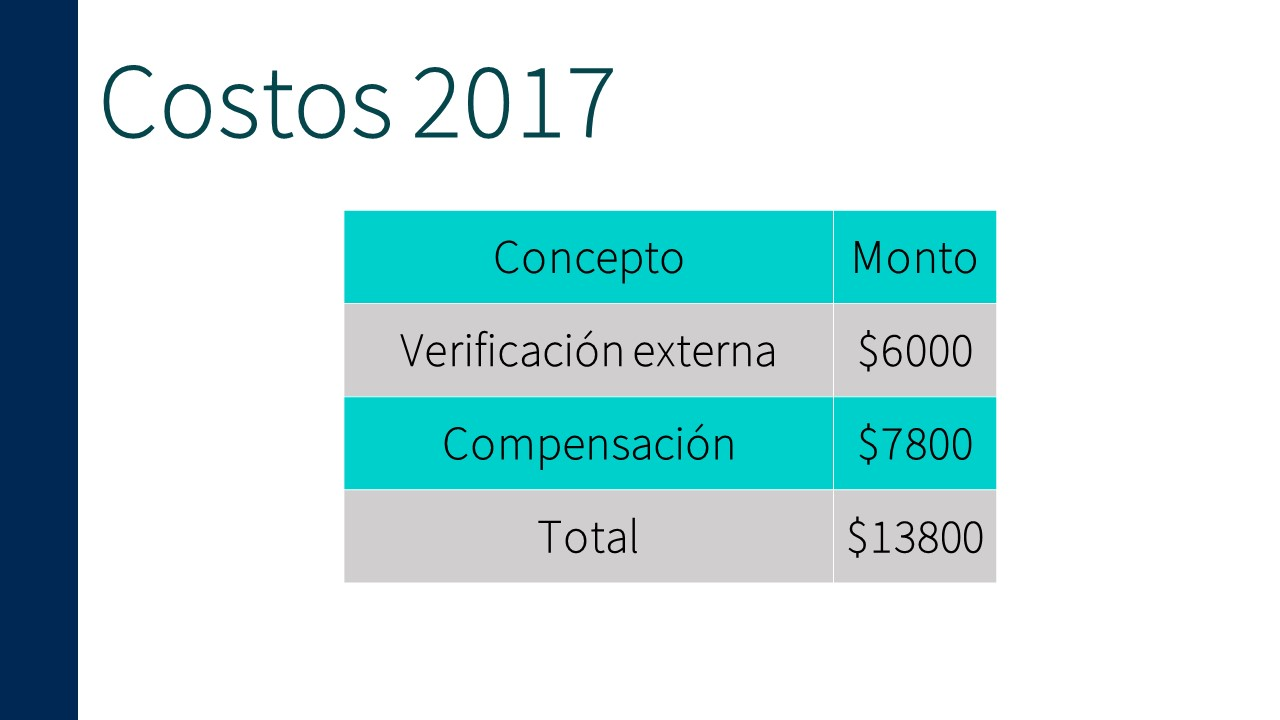 Costos 2017
Concepto Monto
Verificación externa $6000
Compensación $7800
Total $13800